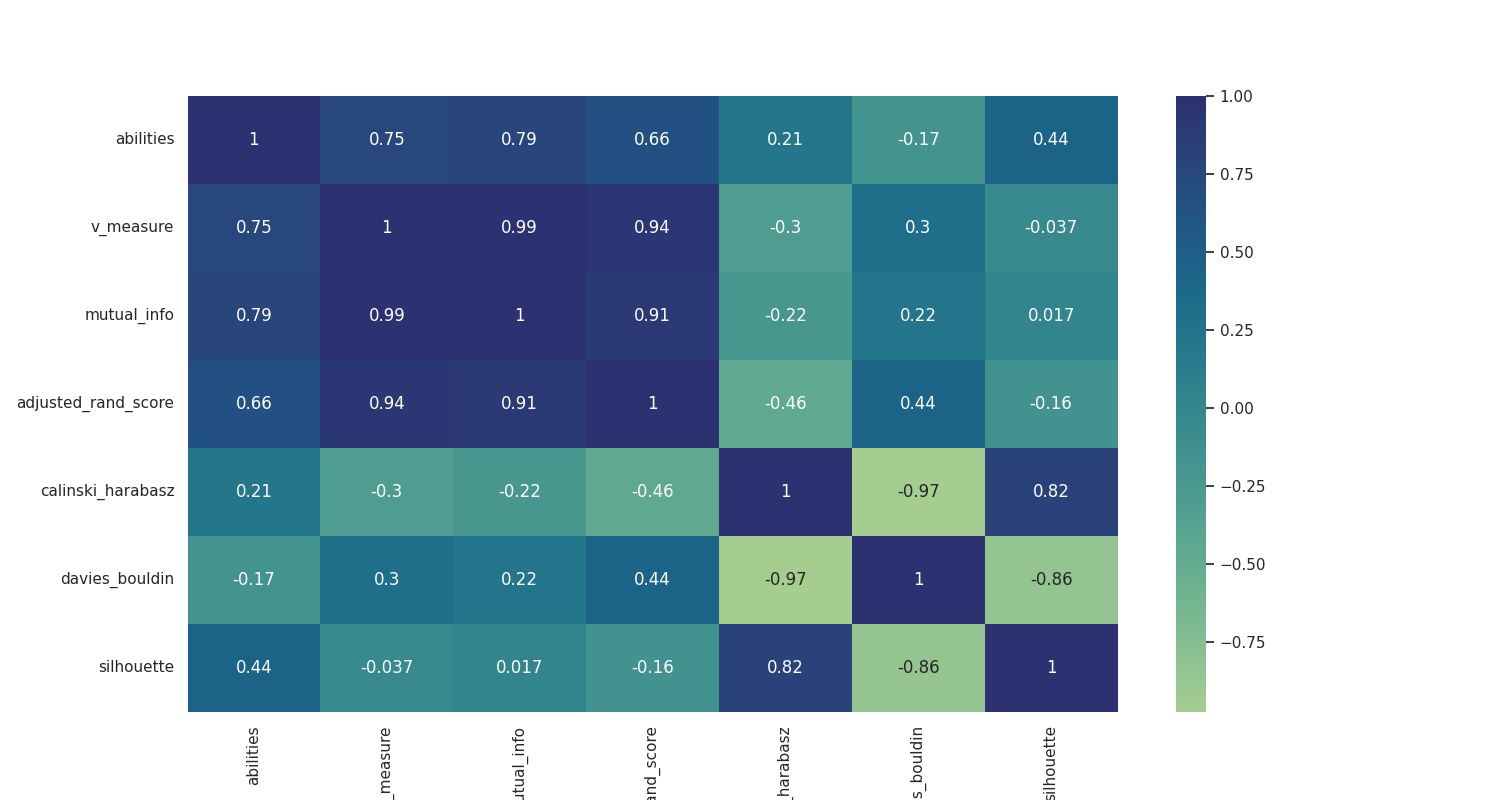 abilities 1 0.75 0.79 0.66 0.21 -0.17 0.44
v_measure 0.75 1 0.99 0.94 -0.3 0.3 -0.037
mutual_info 0.79 0.99 1 0.91 -0.22 0.22 0.017
adjusted_rand_score 0.66 0.94 0.91 1 -0.46 0.44 -0.16
calinski_harabasz 0.21 -0.3 -0.22 -0.46 1 -0.97 0.82
davies_bouldin -0.17 0.3 0.22 0.44 -0.97 1 -0.86
silhouette 0.44 -0.037 0.017 -0.16 0.82 -0.86 1
abilities
_measure
utual_info
and_score
_harabasz
s_bouldin
silhouette
1.00
0.75
0.50
0.25
0.00
−0.25
−0.50
−0.75